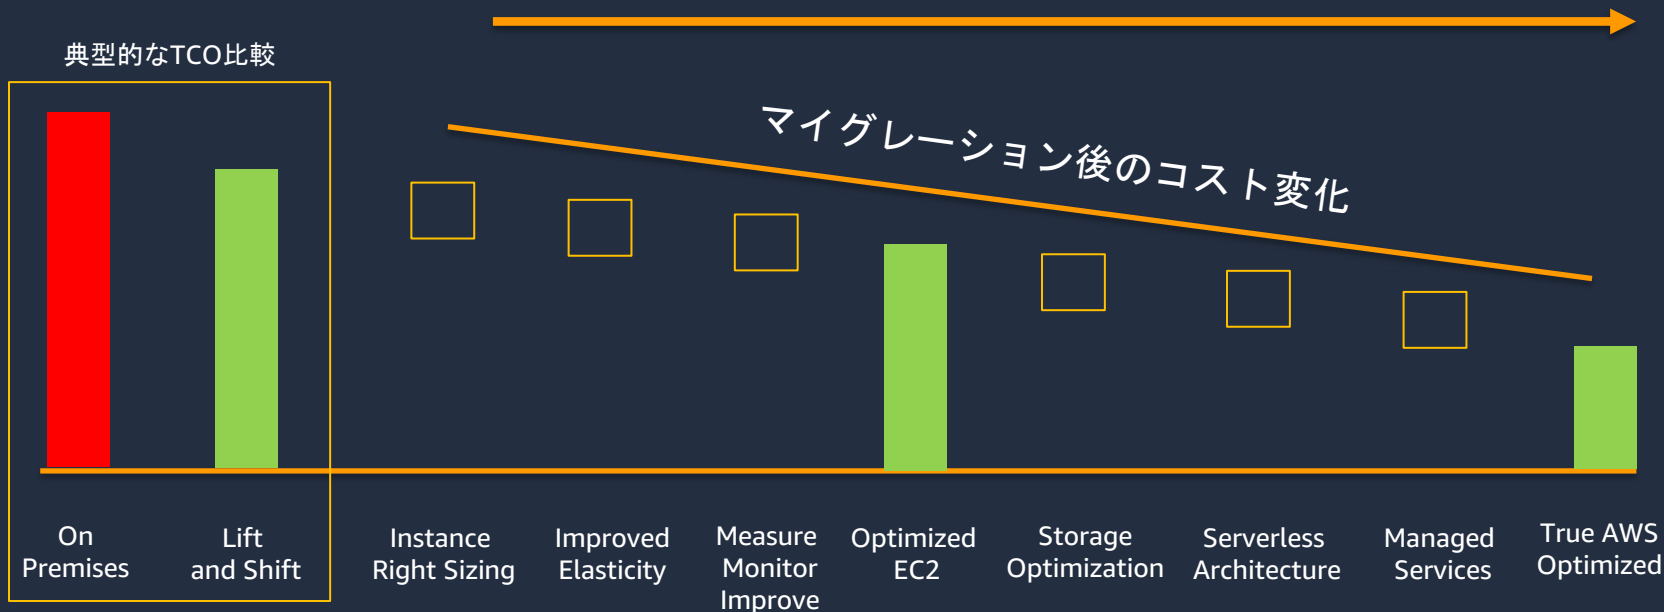 典型的なTCO比較
マイグレーション後のコスト変化
On
Premises
Lift
and Shift
Instance
Right Sizing
Improved
Elasticity
Measure
Monitor
Improve
Optimized
EC2
Storage
Optimization
Serverless
Architecture
Managed
Services
True AWS
Optimized